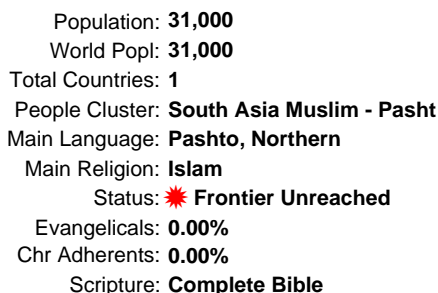 Population: 31,000
World Popl: 31,000
Total Countries: 1
People Cluster: South Asia Muslim - Pasht
Main Language: Pashto, Northern
Main Religion: Islam
Status: Frontier Unreached
Evangelicals: 0.00%
Chr Adherents: 0.00%
Scripture: Complete Bible